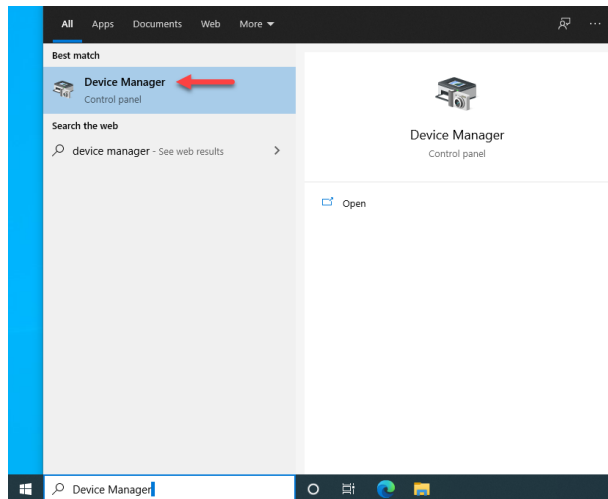 All Apps Documents Web More
Best match
Device Manager
Control panel
Search the web
device manager - See web results
Device Manager
Control panel
Open
Device Manager